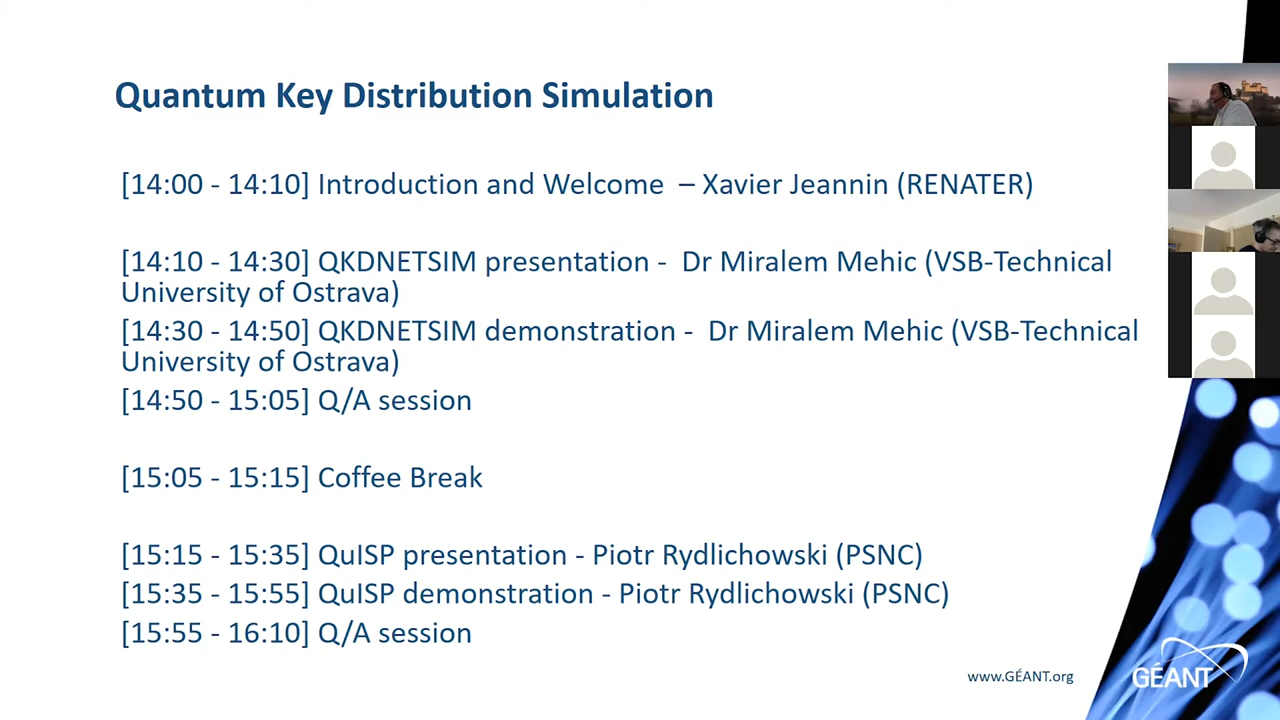 Quantum Key Distribution Simulation
[14:00 - 14:10] Introduction and Welcome – Xavier Jeannin (RENATER)
[14:10 - 14:30] QKDNETSIM presentation - Dr Miralem Mehic (VSB-Technical
University of Ostrava)
[14:30 - 14:50] QKDNETSIM demonstration - Dr Miralem Mehic (VSB-Technical
University of Ostrava)
[14:50 - 15:05] Q/A session
[15:05 - 15:15] Coffee Break
[15:15 - 15:35] QuISP presentation - Piotr Rydlichowski (PSNC)
[15:35 - 15:55] QuISP demonstration - Piotr Rydlichowski (PSNC)
[15:55 - 16:10] Q/A session
www.GÉANT.org
GÉANT